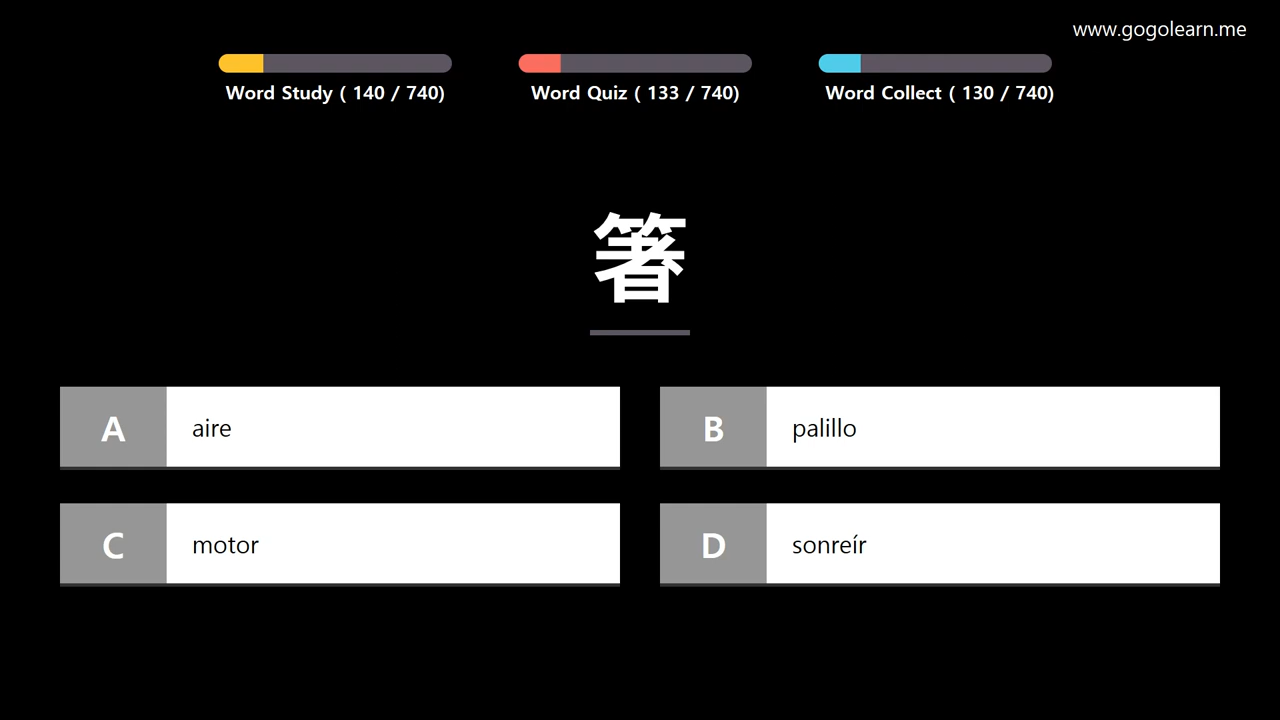 www.gogolearn.me
Word Study ( 140 / 740)
Word Quiz ( 133 / 740)
Word Collect ( 130 / 740)
箸
A aire
B palillo
C motor
D sonreír